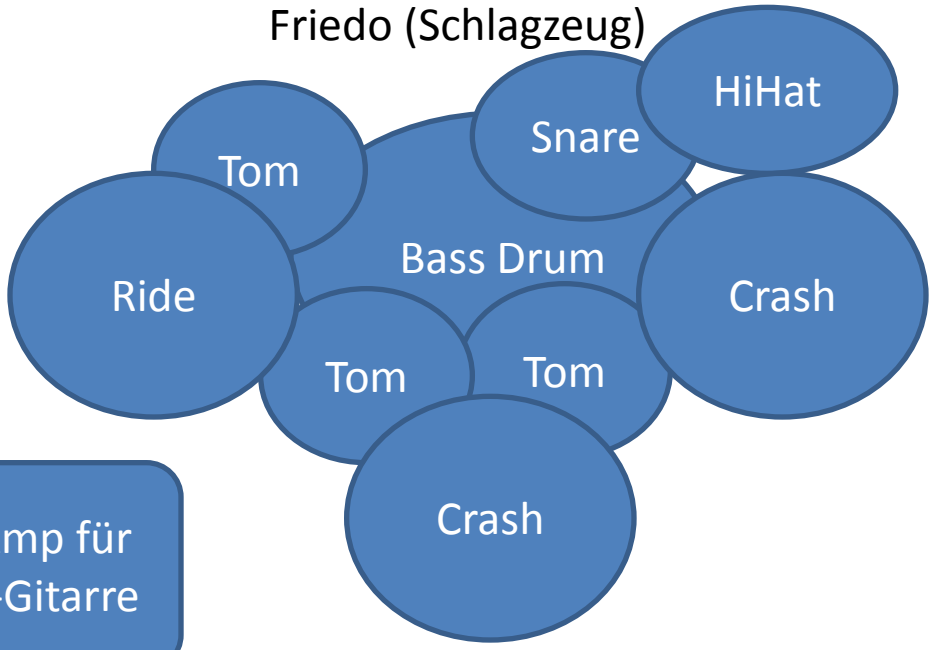 Friedo (Schlagzeug)
HiHat
Snare
Tom
Bass Drum
Ride
Crash
Tom
Tom
Crash
mp für
-Gitarre